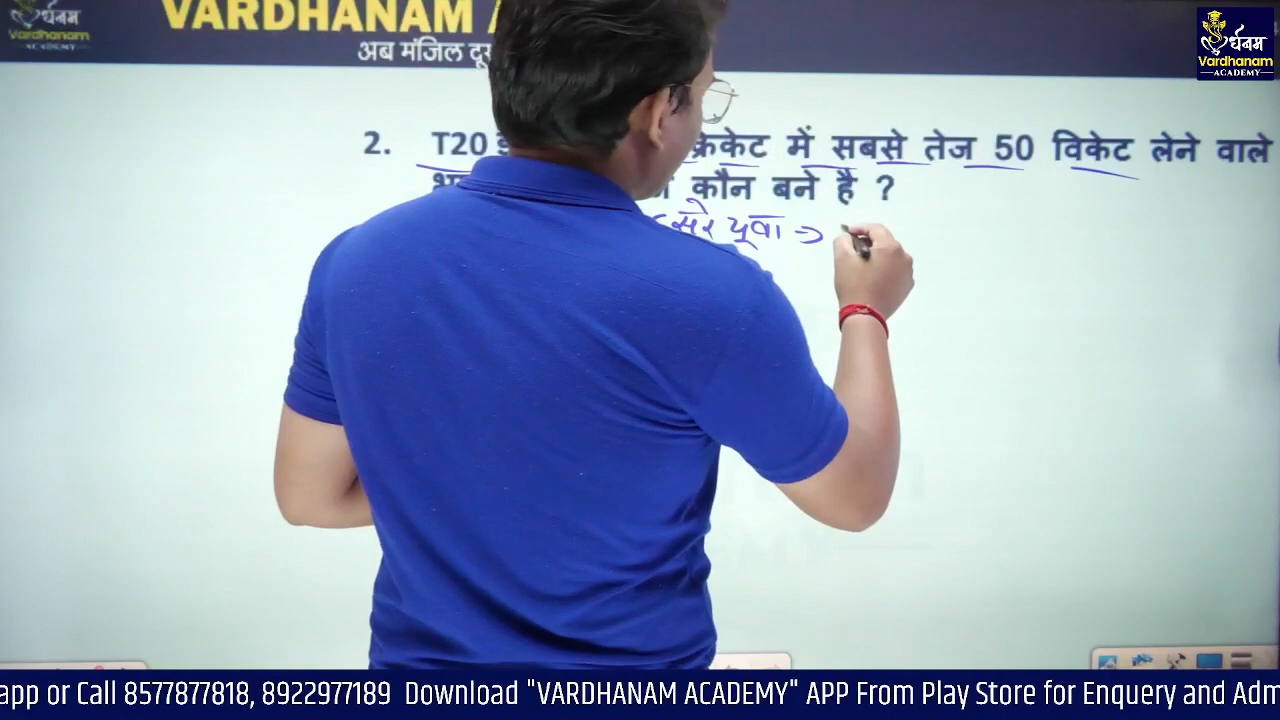 र्धनम
Vardhanam
ACADEMY
VARDHANAM
अब मंजिल
र्धनम
Vardhanam
ACADEMY
2. T20 में सबसे तेज 50 विकेट लेने वाले
कौन बने है ?
यूवा →
app or Call 8577877818, 8922977189 Download "VARDHANAM ACADEMY" APP From Play Store for Enquery and Adm